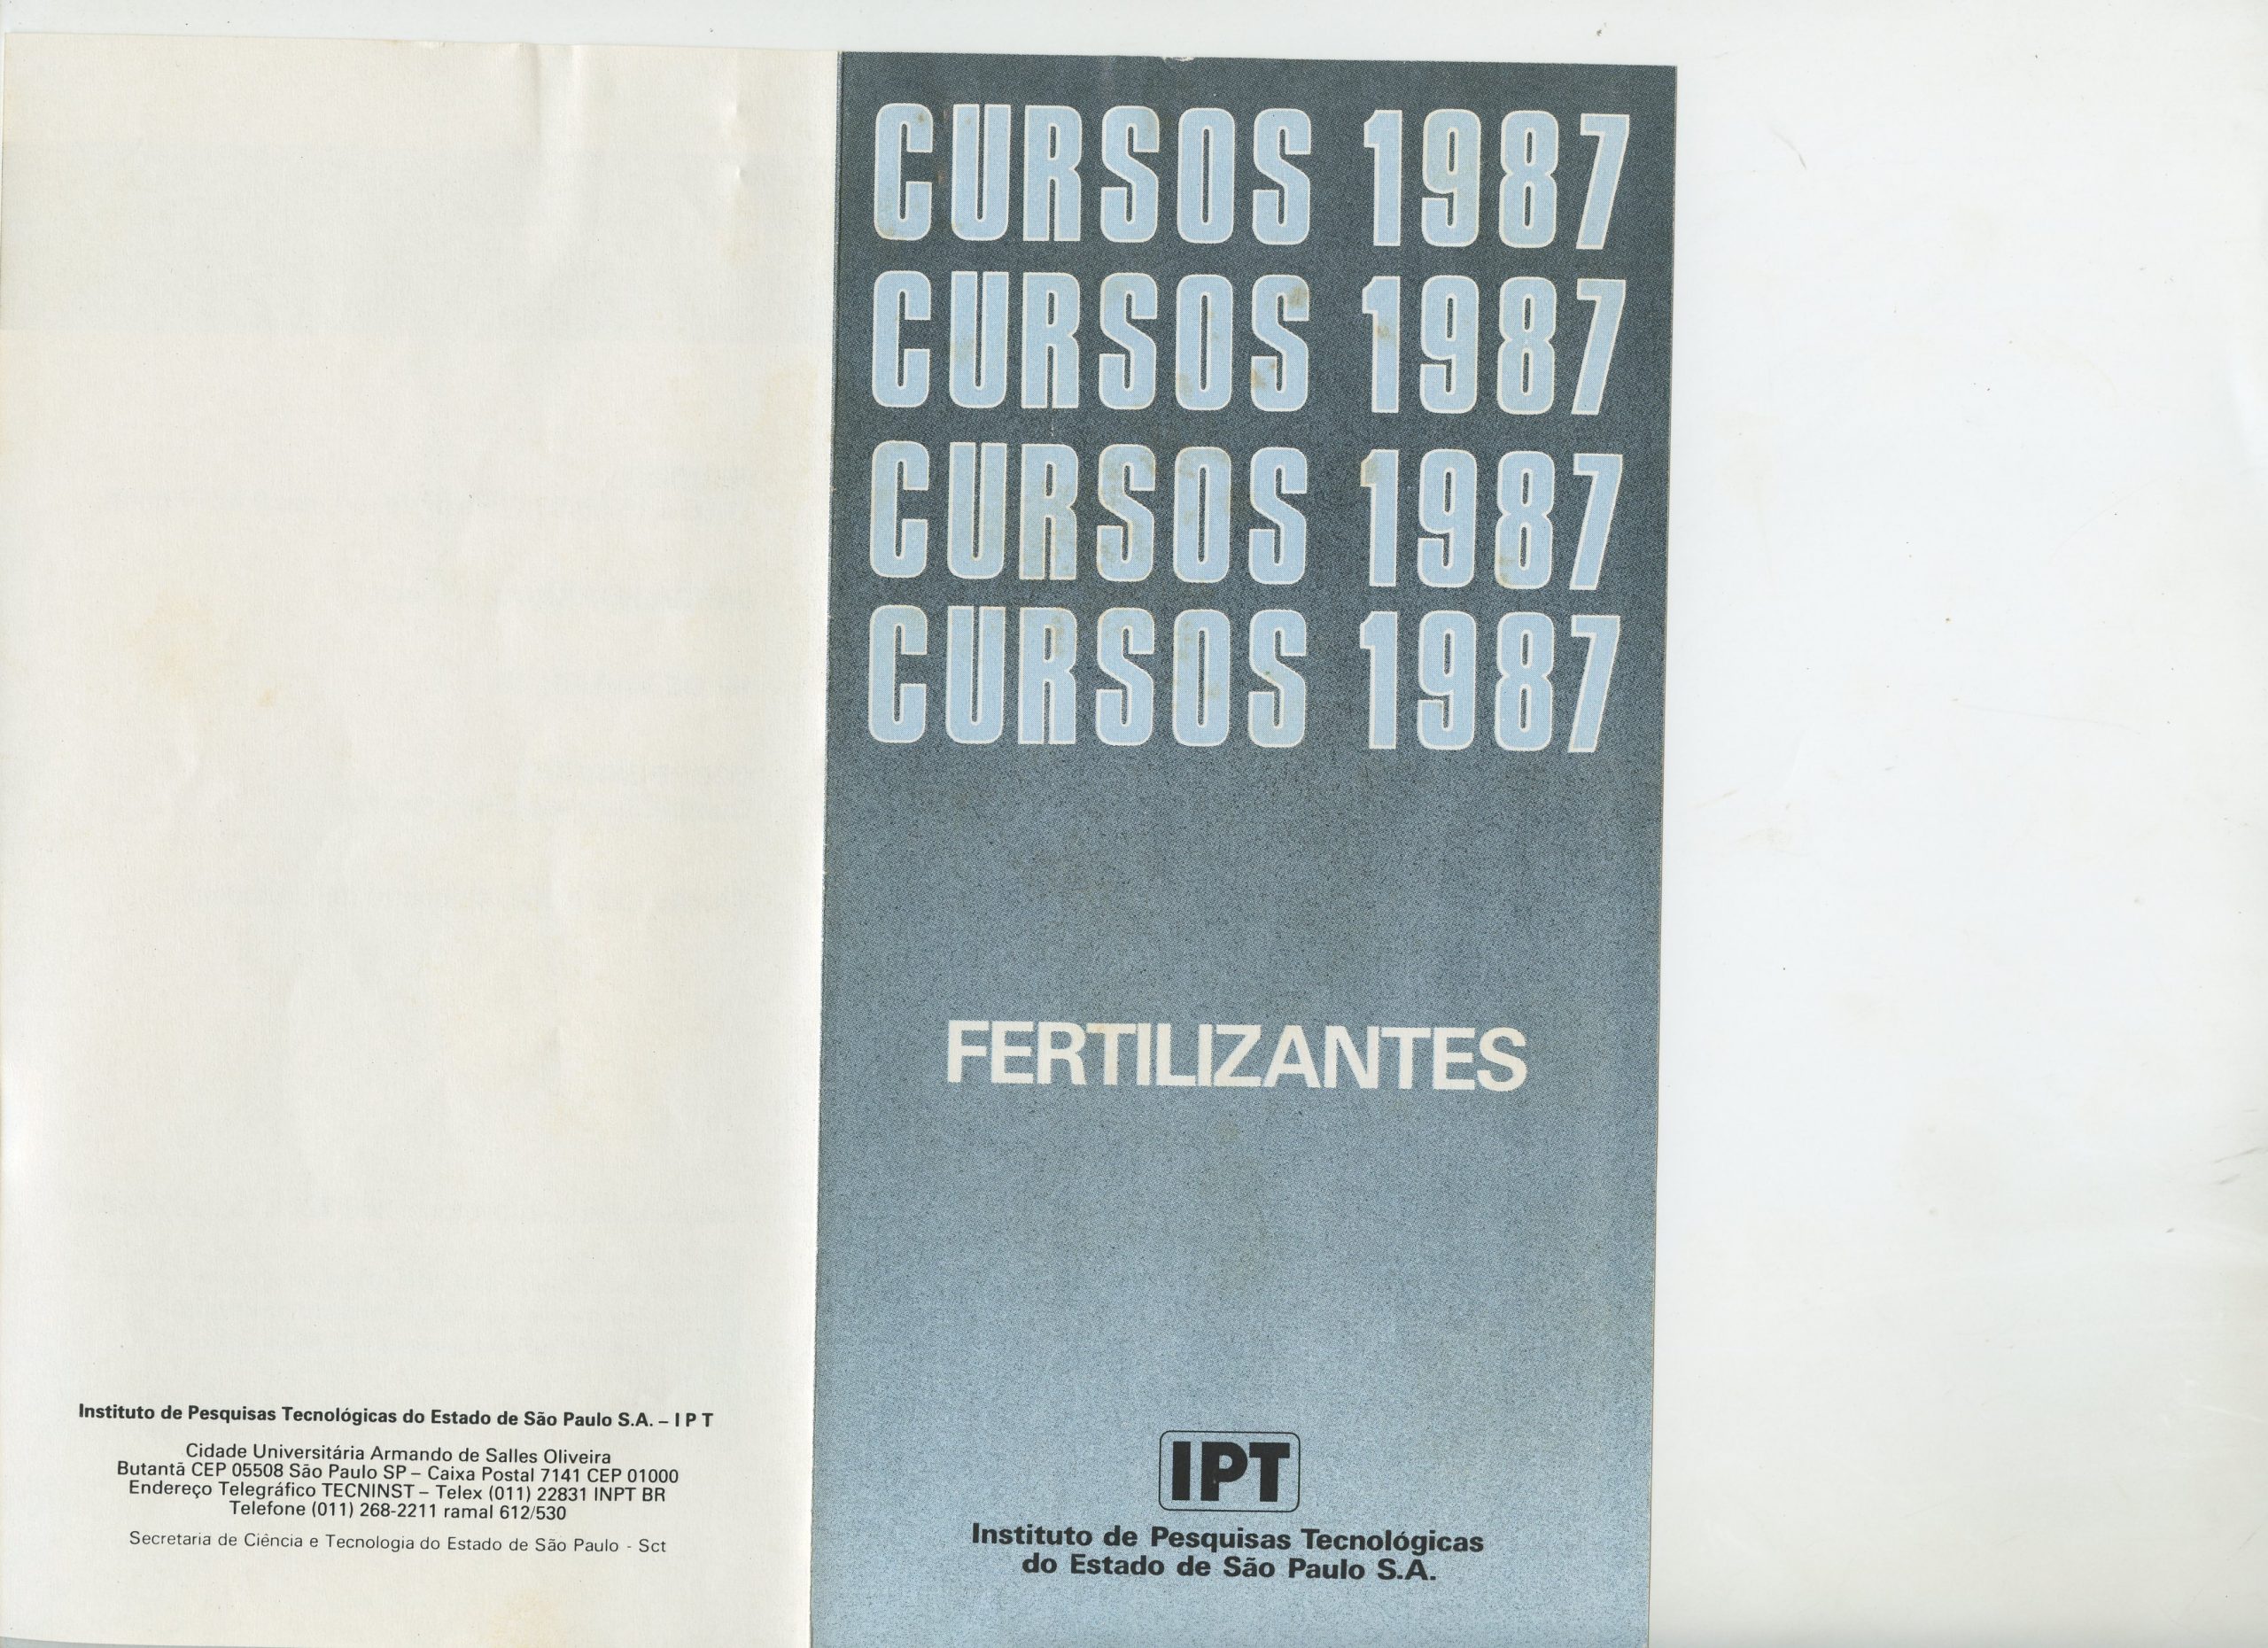 Instituto de Pesquisas Tecnológicas do Estado de São Paulo S.A. – I P T
Cidade Universitária Armando de Salles Oliveira
Butantã CEP 05508 São Paulo SP – Caixa Postal 7141 CEP 01000
Endereço Telegráfico TECNINST – Telex (011) 22831 INPT BR
Telefone (011) 268-2211 ramal 612/530
Secretaria de Ciência e Tecnologia do Estado de São Paulo - Sct
CURSOS 1987
CURSOS 1987
CURSOS 1987
CURSOS 1987
FERTILIZANTES
IPT
Instituto de Pesquisas Tecnológicas
do Estado de São Paulo S.A.